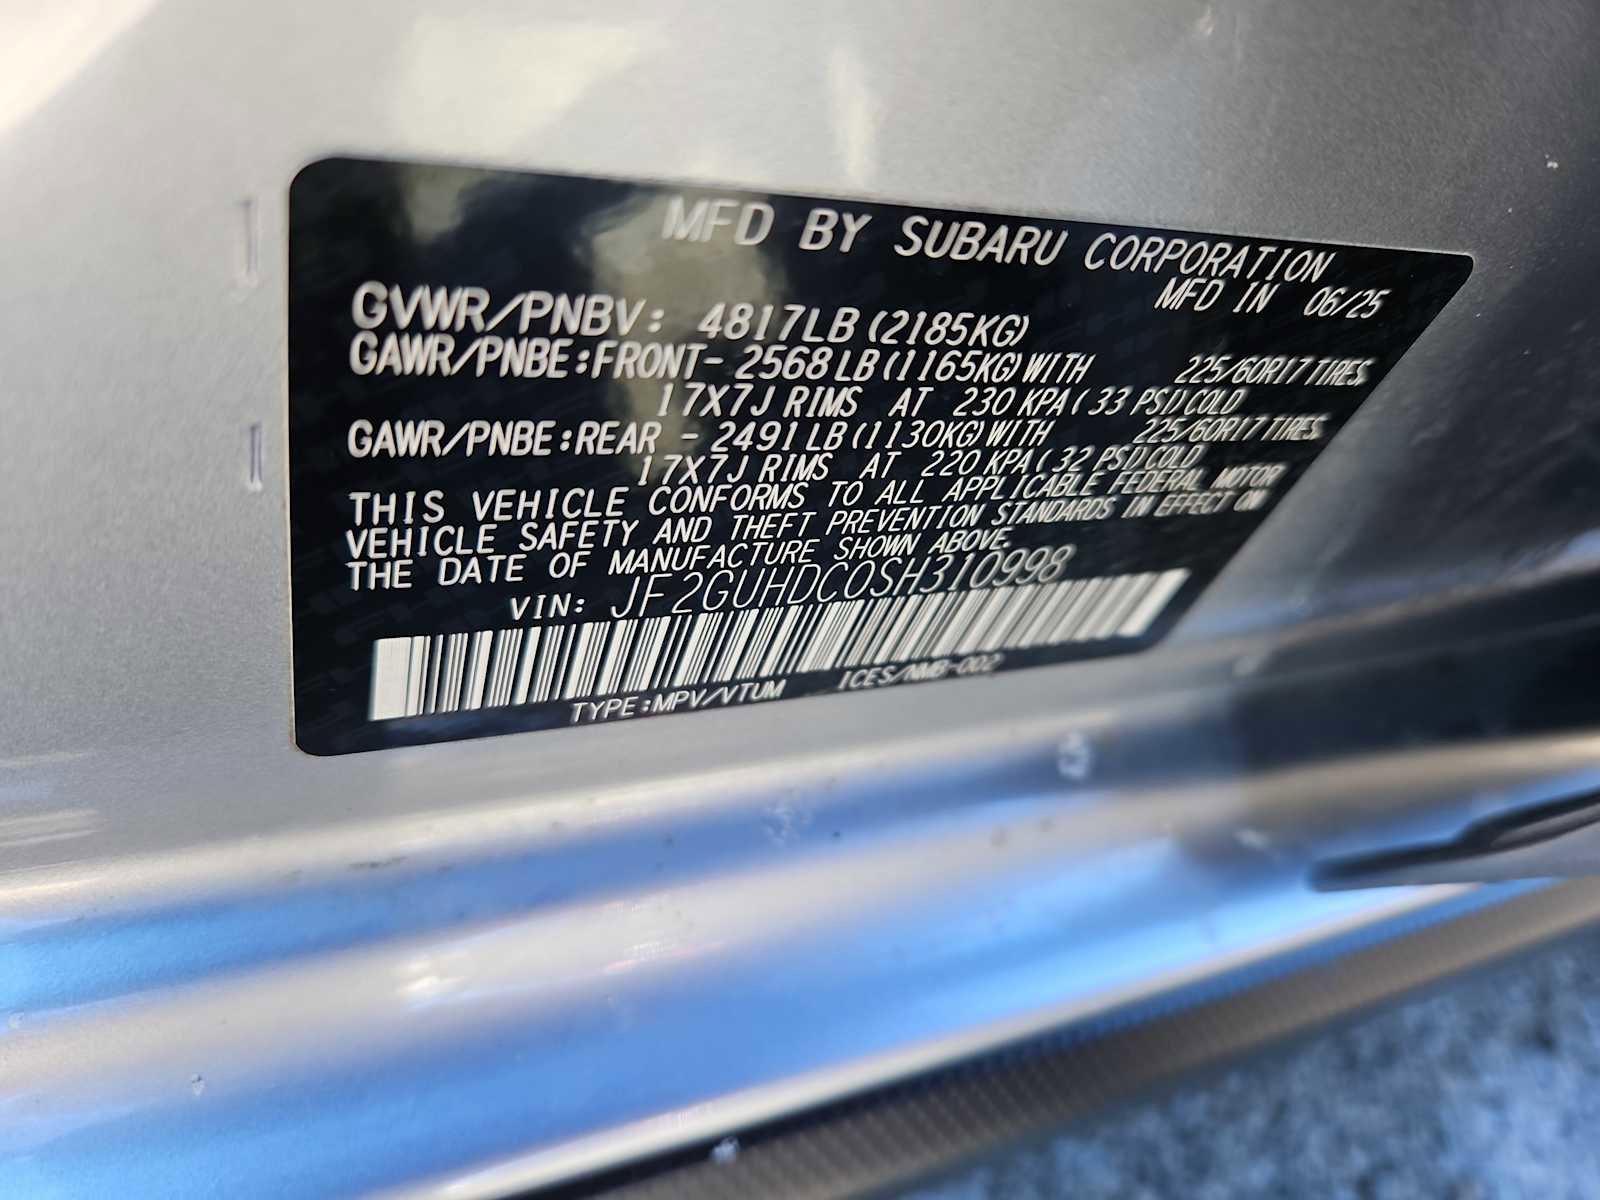 MFD BY SUBARU CORPORATION
MFD IN 06/25
GVWR/PNBV: 4817LB(2185KG)
GAWR/PNBE:FRONT- 2568LB(1165KG)WITH 225/60R17TIRES,
17X7J RIMS AT 230 KPA( 33 PSI)COLD
GAWR/PNBE:REAR - 2491LB(1130KG)WITH 225/60R17TIRES,
17X7J RIMS AT 220 KPA( 32 PSI)COLD
THIS VEHICLE CONFORMS TO ALL APPLICABLE FEDERAL MOTOR
VEHICLE SAFETY AND THEFT PREVENTION STANDARDS IN EFFECT ON
THE DATE OF MANUFACTURE SHOWN ABOVE.
VIN: JF2GUHDC0SH310998
TYPE:MPV/VTUM ICES/NMB-002